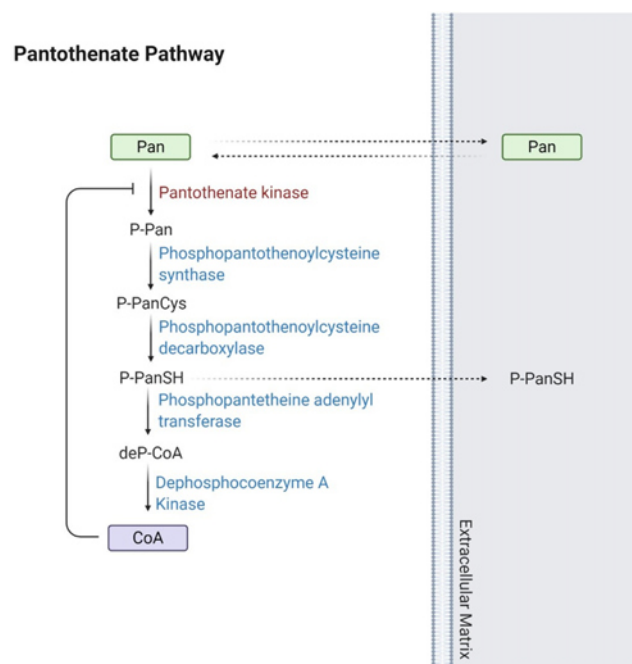 Pantothenate Pathway
Pan
Pan
Pantothenate kinase
P-Pan
Phosphopantothenoylcysteine
synthase
P-PanCys
Phosphopantothenoylcysteine
decarboxylase
P-PanSH
P-PanSH
Phosphopantetheine adenylyl
transferase
deP-CoA
Dephosphocoenzyme A
Kinase
CoA
Extracellular Matrix